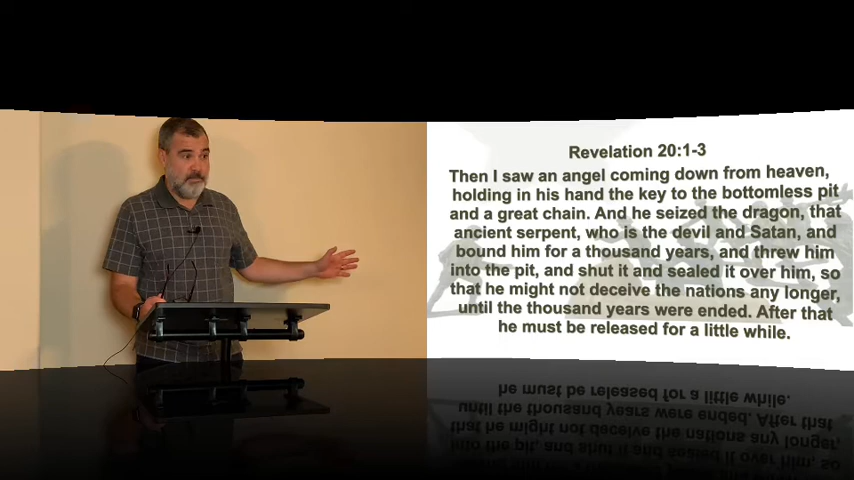 Revelation 20:1-3
Then I saw an angel coming down from heaven,
holding in his hand the key to the bottomless pit
and a great chain. And he seized the dragon, that
ancient serpent, who is the devil and Satan, and
bound him for a thousand years, and threw him
into the pit, and shut it and sealed it over him, so
that he might not deceive the nations any longer,
until the thousand years were ended. After that
he must be released for a little while.